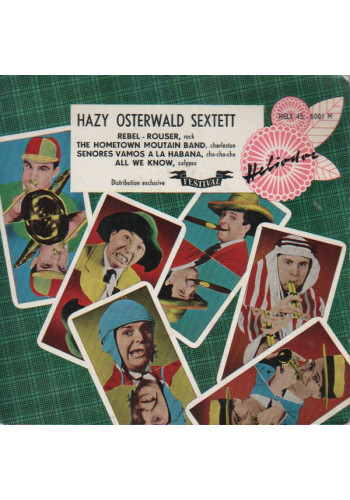 HELX 45-6001 M
HAZY OSTERWALD SEXTETT
REBEL-ROUSER, rock
THE HOMETOWN MOUTAIN BAND, charleston
SENORES VAMOS A LA HABANA, cha-cha-cha
ALL WE KNOW, calypso
Distribution exclusive FESTIVAL
Heliodor